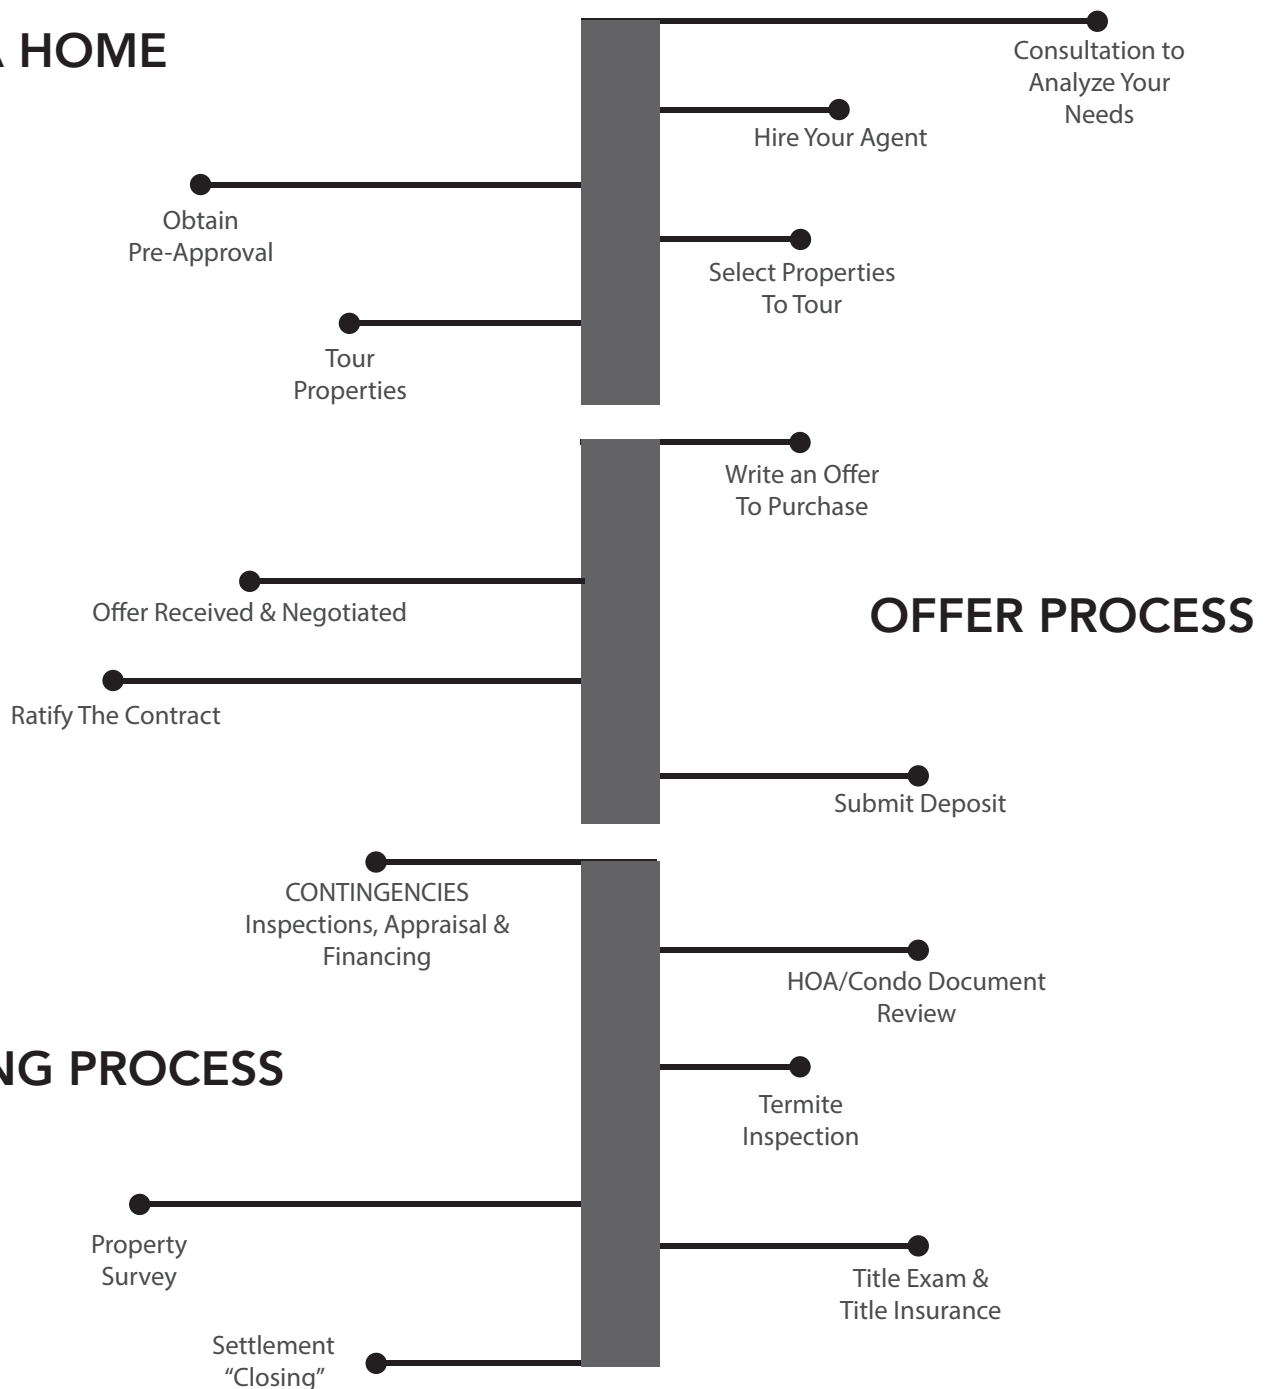 A HOME
Consultation to
Analyze Your
Needs
Hire Your Agent
Obtain
Pre-Approval
Select Properties
To Tour
Tour
Properties
Write an Offer
To Purchase
Offer Received & Negotiated
OFFER PROCESS
Ratify The Contract
Submit Deposit
CONTINGENCIES
Inspections, Appraisal &
Financing
HOA/Condo Document
Review
NG PROCESS
Termite
Inspection
Property
Survey
Title Exam &
Title Insurance
Settlement
“Closing”